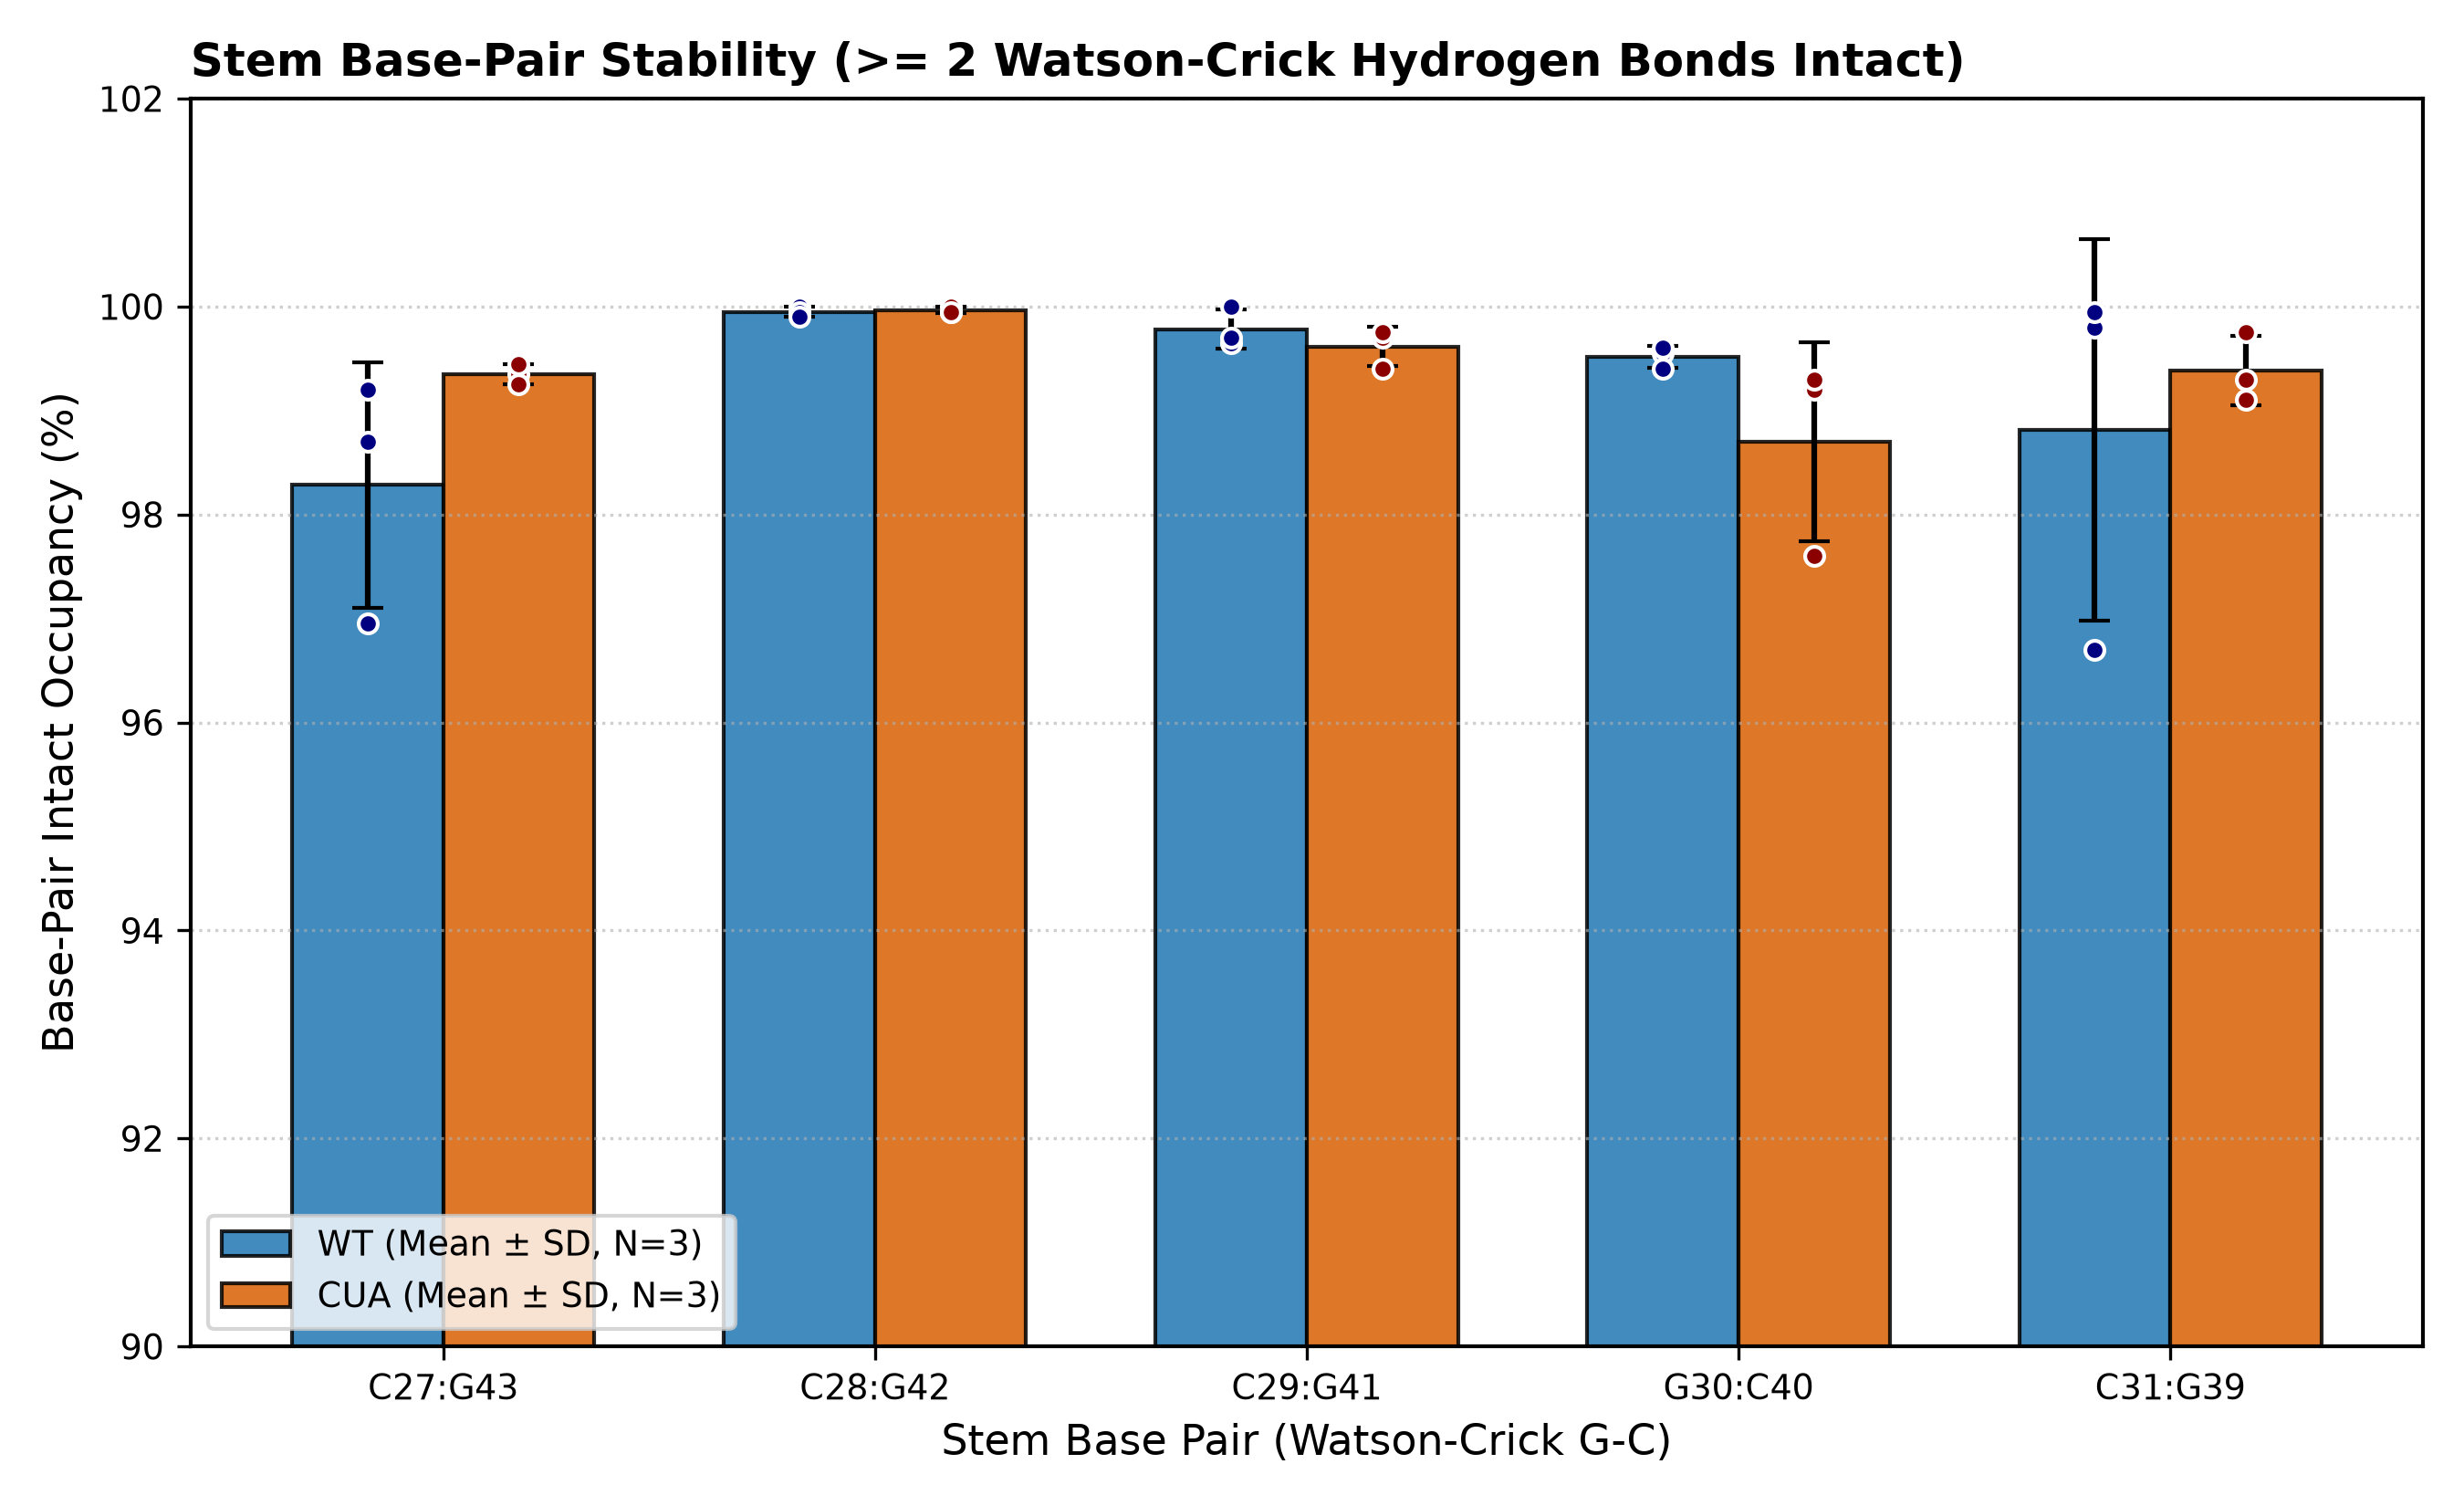 Stem Base-Pair Stability (>= 2 Watson-Crick Hydrogen Bonds Intact)
Base-Pair Intact Occupancy (%)
102
100
98
96
94
92
90
WT (Mean ± SD, N=3)
CUA (Mean ± SD, N=3)
C27:G43
C28:G42
C29:G41
G30:C40
C31:G39
Stem Base Pair (Watson-Crick G-C)